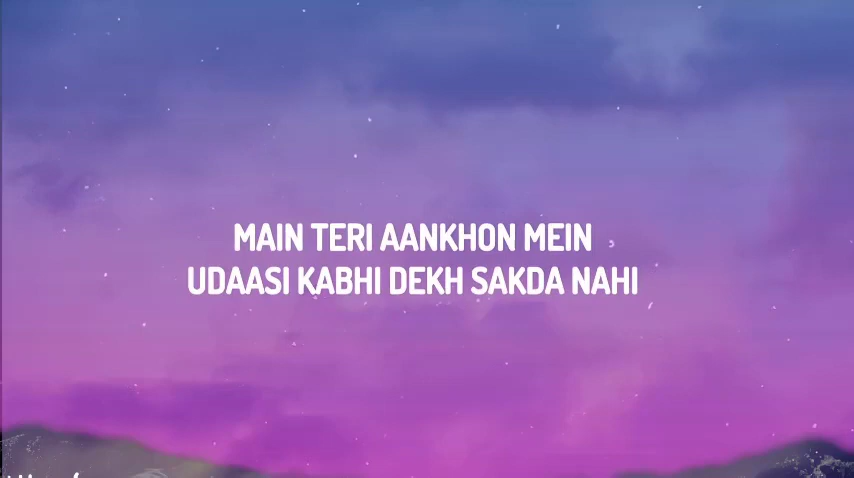 MAIN TERI AANKHON MEIN
UDAASI KABHI DEKH SAKDA NAHI